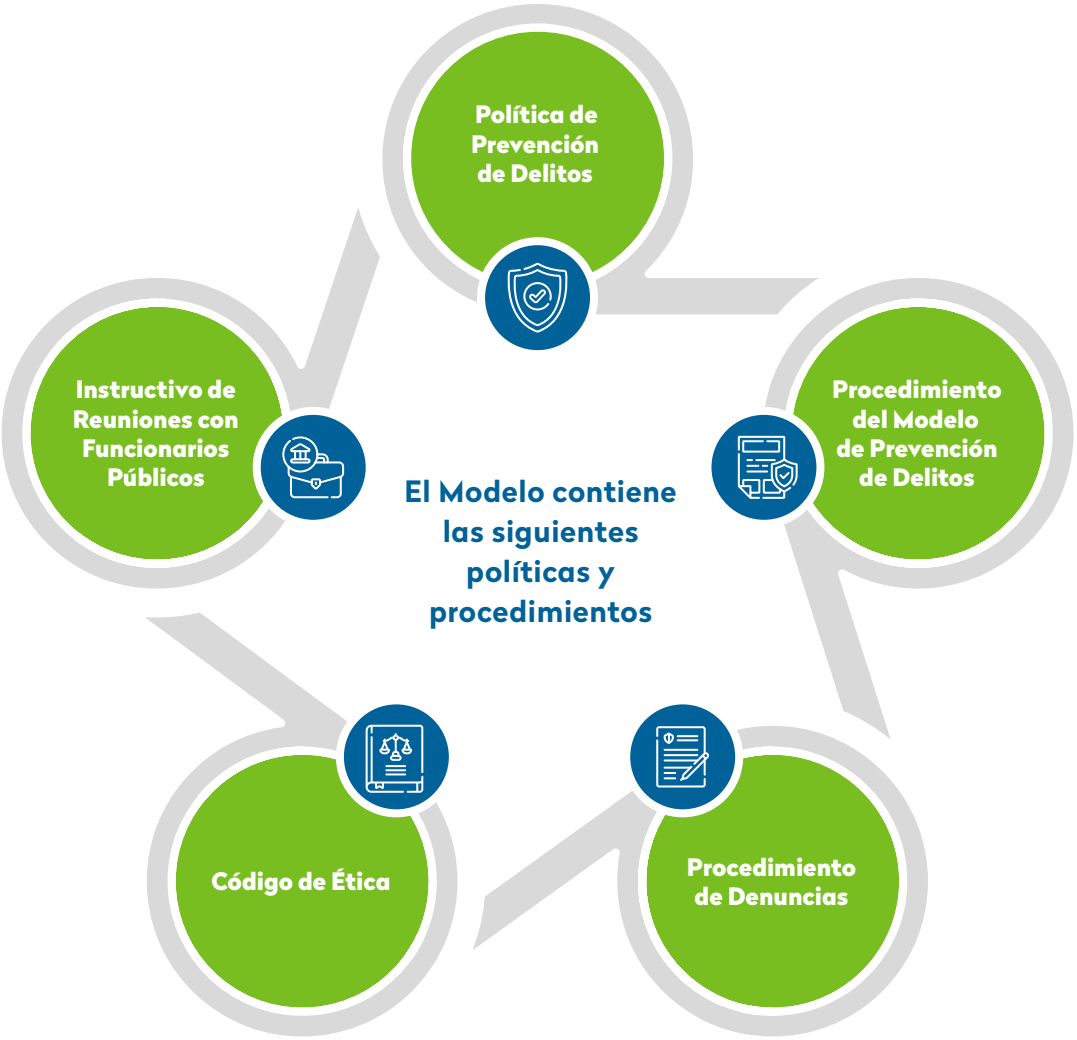 Política de
Prevención
de Delitos
Instructivo de
Reuniones con
Funcionarios
Públicos
Procedimiento
del Modelo
de Prevención
de Delitos
El Modelo contiene
las siguientes
políticas y
procedimientos
Código de Ética
Procedimiento
de Denuncias